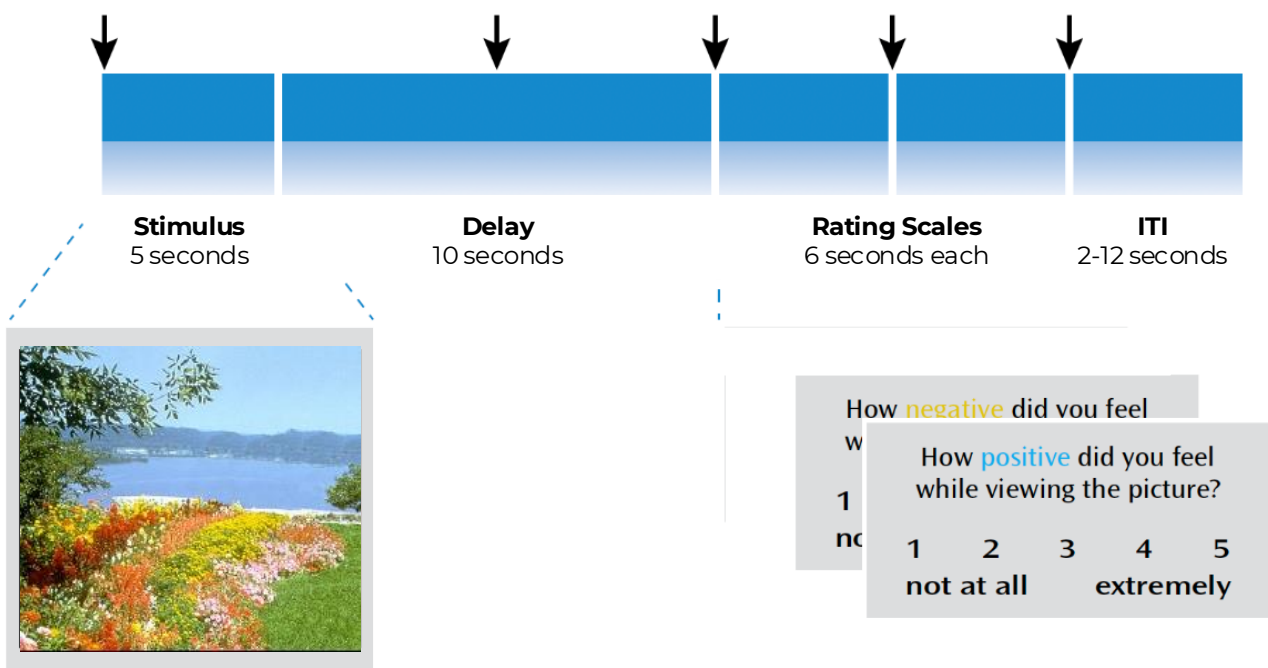 Stimulus
5 seconds
Delay
10 seconds
Rating Scales
6 seconds each
ITI
2-12 seconds
How negative did you feel
1
How positive did you feel
while viewing the picture?
1 2 3 4 5
not at all extremely